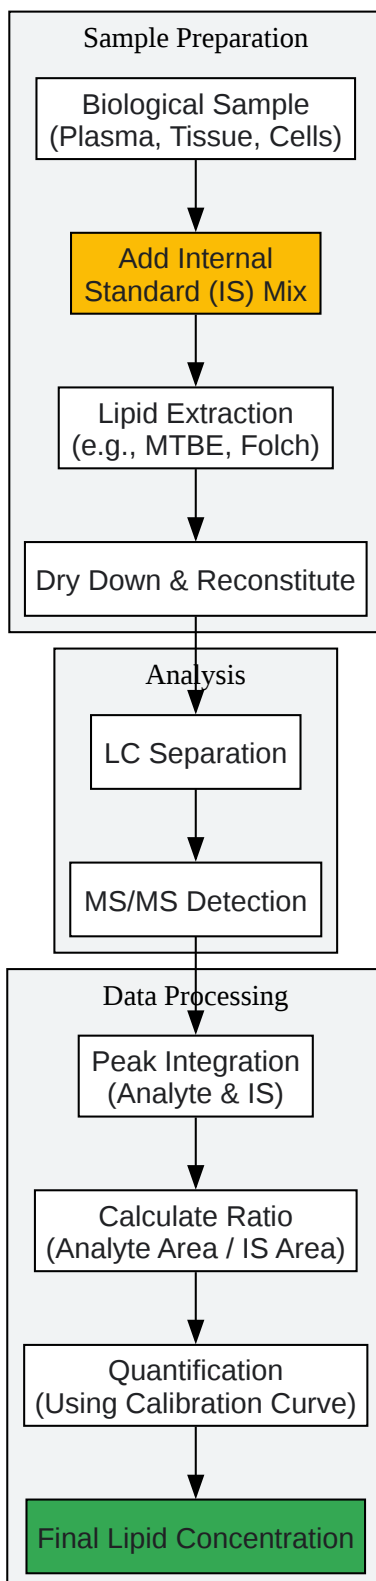 Sample Preparation
Biological Sample
(Plasma, Tissue, Cells)
Add Internal
Standard (IS) Mix
Lipid Extraction
(e.g., MTBE, Folch)
Dry Down & Reconstitute
Analysis
LC Separation
MS/MS Detection
Data Processing
Peak Integration
(Analyte & IS)
Calculate Ratio
(Analyte Area / IS Area)
Quantification
(Using Calibration Curve)
Final Lipid Concentration